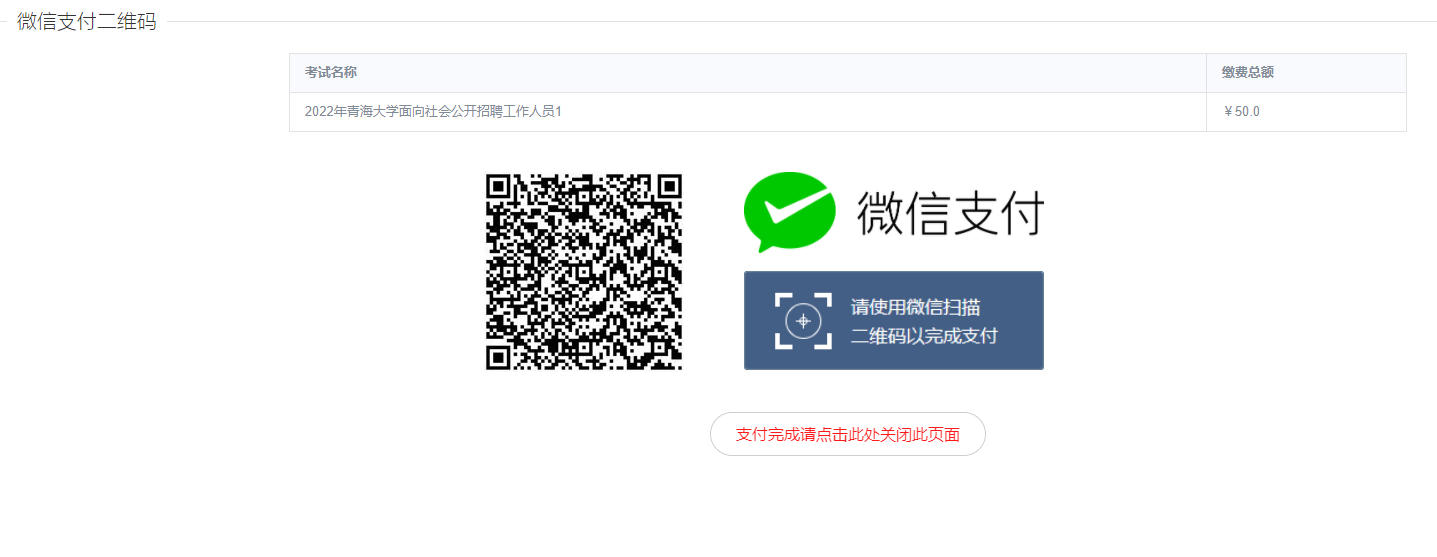 微信支付二维码
考试名称
缴费总额
2022年青海大学面向社会公开招聘工作人员1
￥50.0
微信支付
请使用微信扫描
二维码以完成支付
支付完成请点击此处关闭此页面